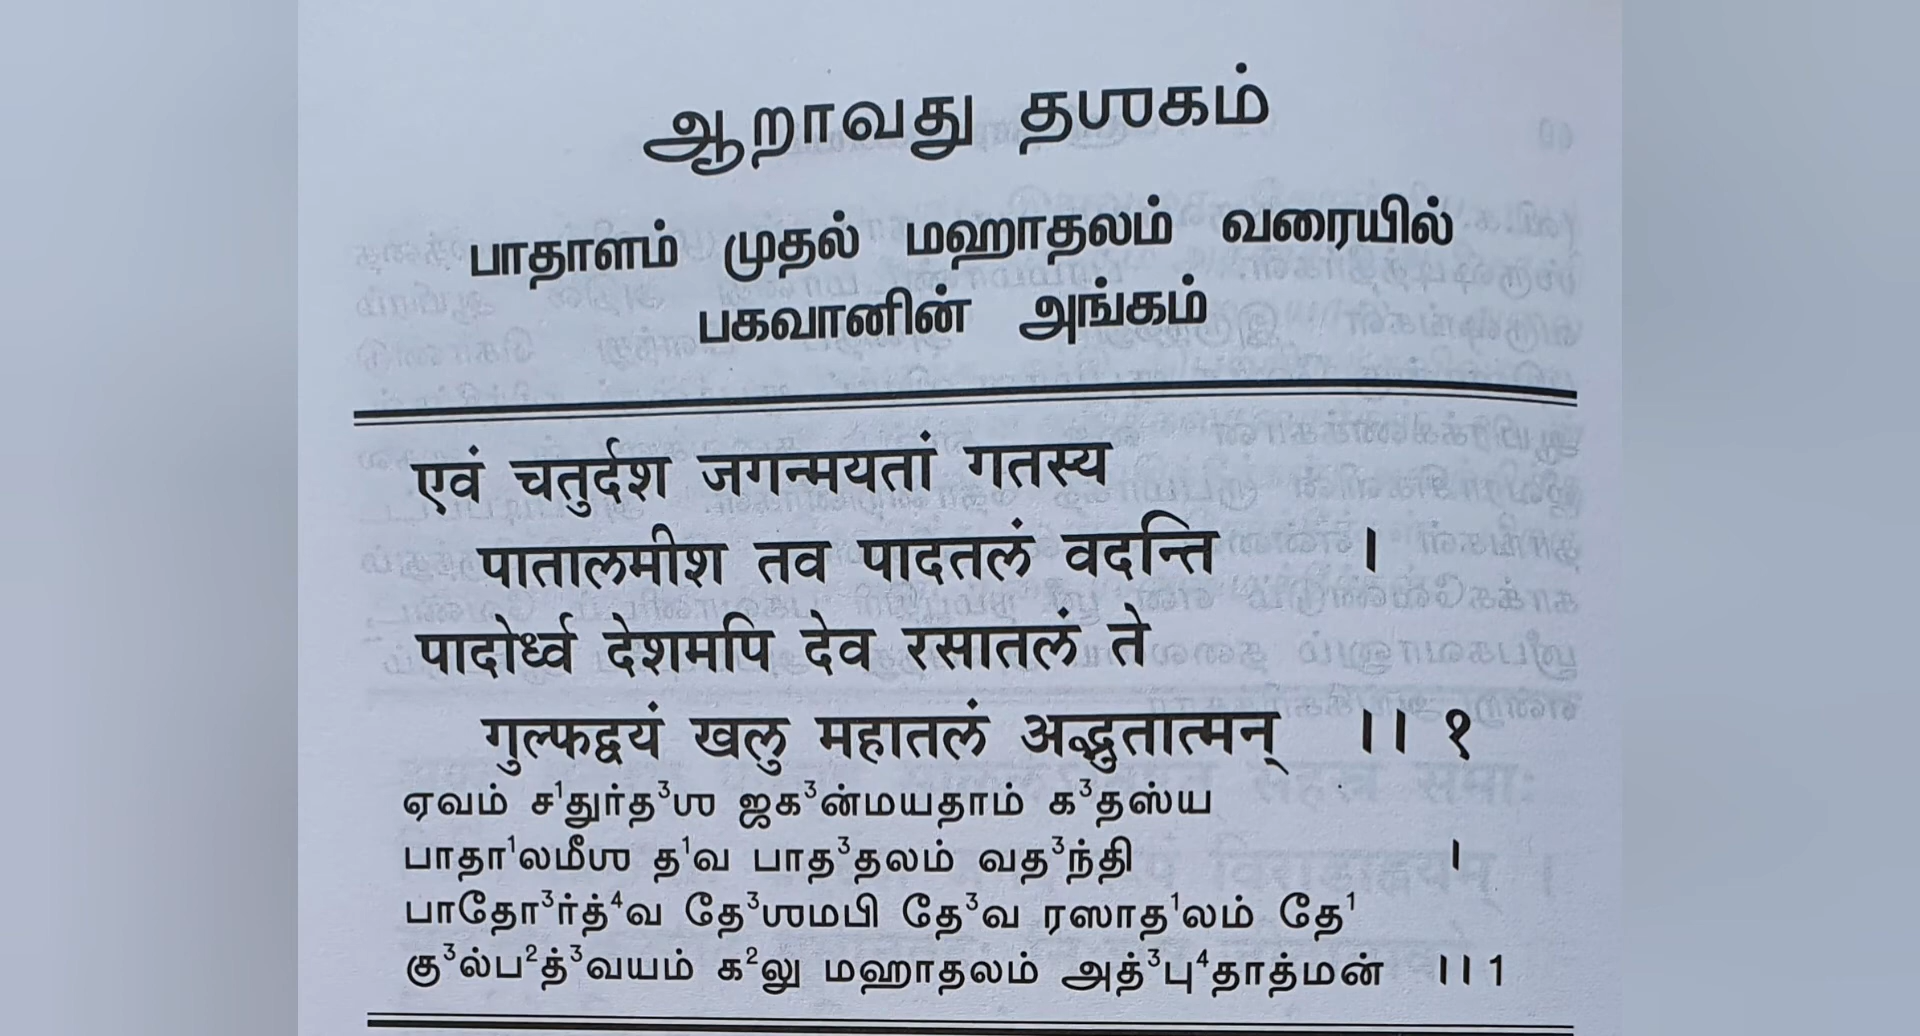 ஆறாவது தஶகம்
பாதாளம் முதல் மஹாதலம் வரையில்
பகவானின் அங்கம்
एवं चतुर्दश जगन्मयतां गतस्य
पातालमीश तव पादतलं वदन्ति ।
पादोर्ध्व देशमपि देव रसातलं ते
गुल्फद्वयं खलु महातलं अद्भुतात्मन् ।। १
ஏவம் ச¹துர்த³ஶ ஜக³ன்மயதாம் க³தஸ்ய
பாதா¹லமீஶ த¹வ பாத³தலம் வத³ந்தி ।
பாதோ³ர்த்⁴வ தே³ஶமபி தே³வ ரஸாத¹லம் தே¹
கு³ல்ப²த்³வயம் க²லு மஹாதலம் அத்³பு⁴தாத்மன் ।। 1